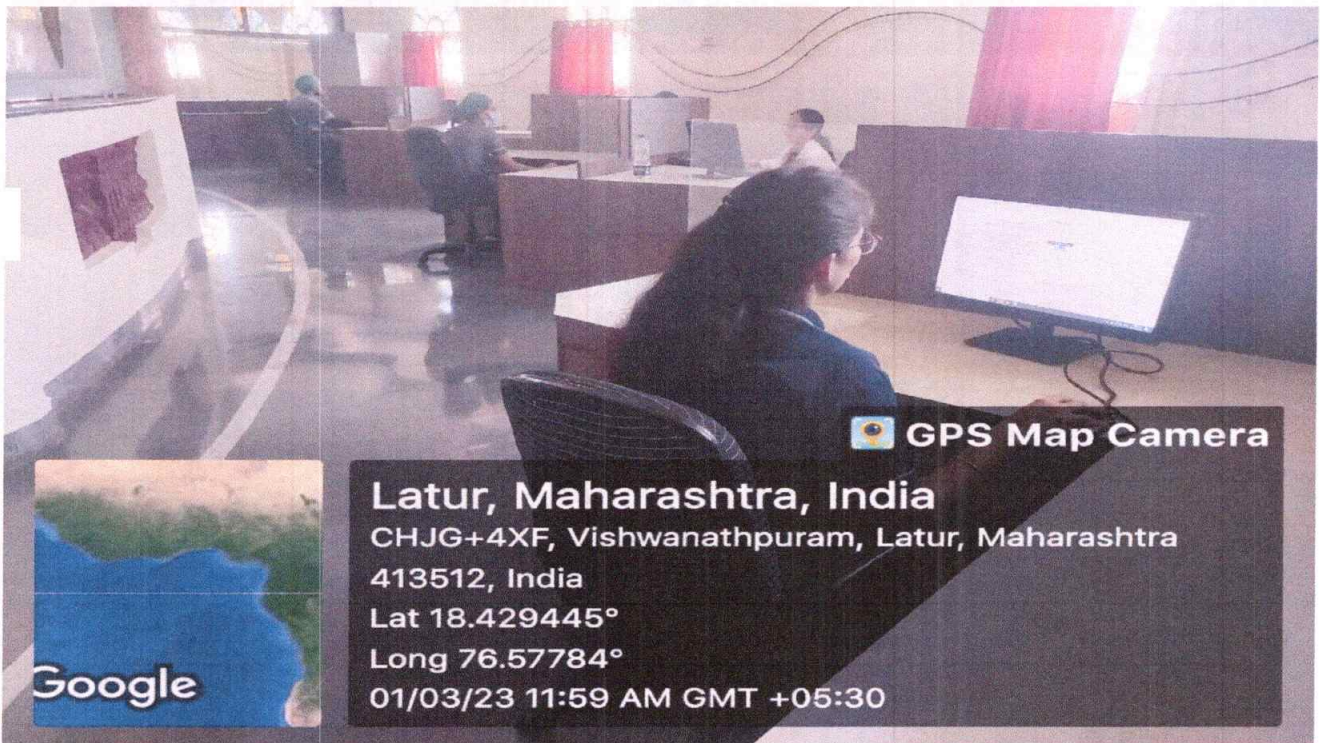 GPS Map Camera
Latur, Maharashtra, India
CHJG+4XF, Vishwanathpuram, Latur, Maharashtra
413512, India
Lat 18.429445°
Long 76.57784°
01/03/23 11:59 AM GMT +05:30
Google